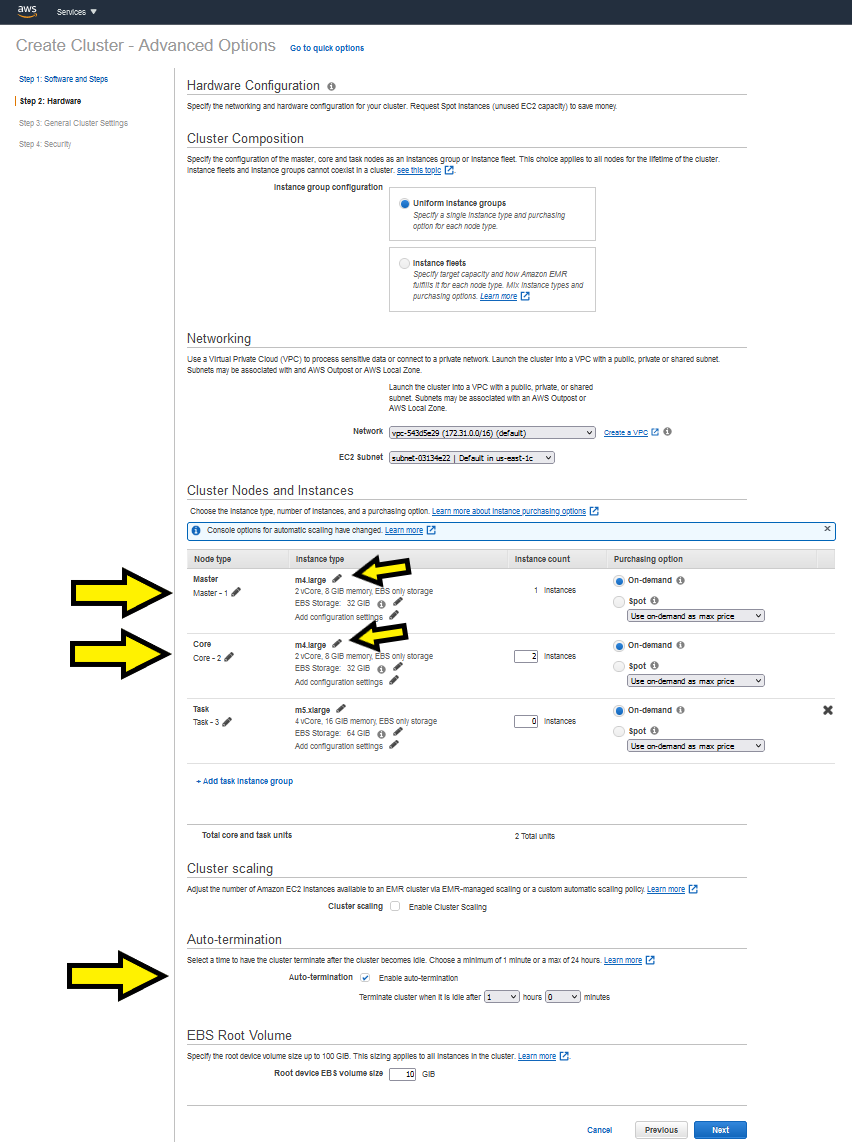 aws Services
Create Cluster - Advanced Options Go to quick options
Step 1: Software and Steps
Step 2: Hardware
Step 3: General Cluster Settings
Step 4: Security
Hardware Configuration
Specify the networking and hardware configuration for your cluster. Request Spot Instances (unused EC2 capacity) to save money.
Cluster Composition
Specify the configuration of the master, core and task nodes as an instances group or instance fleet. This choice applies to all nodes for the lifetime of the cluster.
Instance fleets and instance groups cannot coexist in a cluster. see this topic .
Instance group configuration
Uniform instance groups
Specify a single instance type and purchasing
option for each node type.
Instance fleets
Specify target capacity and how Amazon EMR
fulfills it for each node type. Mix instance types and
purchasing options. Learn more
Networking
Use a Virtual Private Cloud (VPC) to process sensitive data or connect to a private network. Launch the cluster into a VPC with a public, private or shared subnet.
Subnets may be associated with and AWS Outpost or AWS Local Zone.
Launch the cluster into a VPC with a public, private, or shared
subnet. Subnets may be associated with an AWS Outpost or
AWS Local Zone.
Network vpc-543d5e29 (172.31.0.0/16) (default) Create a VPC
EC2 Subnet subnet-03134e22 | Default in us-east-1c
Cluster Nodes and Instances
Choose the instance type, number of instances, and a purchasing option. Learn more about instance purchasing options
Console options for automatic scaling have changed. Learn more
Node type Instance type Instance count Purchasing option
Master
Master - 1
m4.large
2 vCore, 8 GiB memory, EBS only storage
EBS Storage: 32 GiB
Add configuration settings
1 Instances
On-demand
Spot
Use on-demand as max price
Core
Core - 2
m4.large
2 vCore, 8 GiB memory, EBS only storage
EBS Storage: 32 GiB
Add configuration settings
2 Instances
On-demand
Spot
Use on-demand as max price
Task
Task - 3
m5.xlarge
4 vCore, 16 GiB memory, EBS only storage
EBS Storage: 64 GiB
Add configuration settings
0 Instances
On-demand
Spot
Use on-demand as max price
+ Add task instance group
Total core and task units 2 Total units
Cluster scaling
Adjust the number of Amazon EC2 instances available to an EMR cluster via EMR-managed scaling or a custom automatic scaling policy. Learn more
Cluster scaling Enable Cluster Scaling
Auto-termination
Select a time to have the cluster terminate after the cluster becomes idle. Choose a minimum of 1 minute or a max of 24 hours. Learn more
Auto-termination Enable auto-termination
Terminate cluster when it is idle after 1 hours 0 minutes
EBS Root Volume
Specify the root device volume size up to 100 GiB. This sizing applies to all instances in the cluster. Learn more .
Root device EBS volume size 10 GiB
Cancel Previous Next